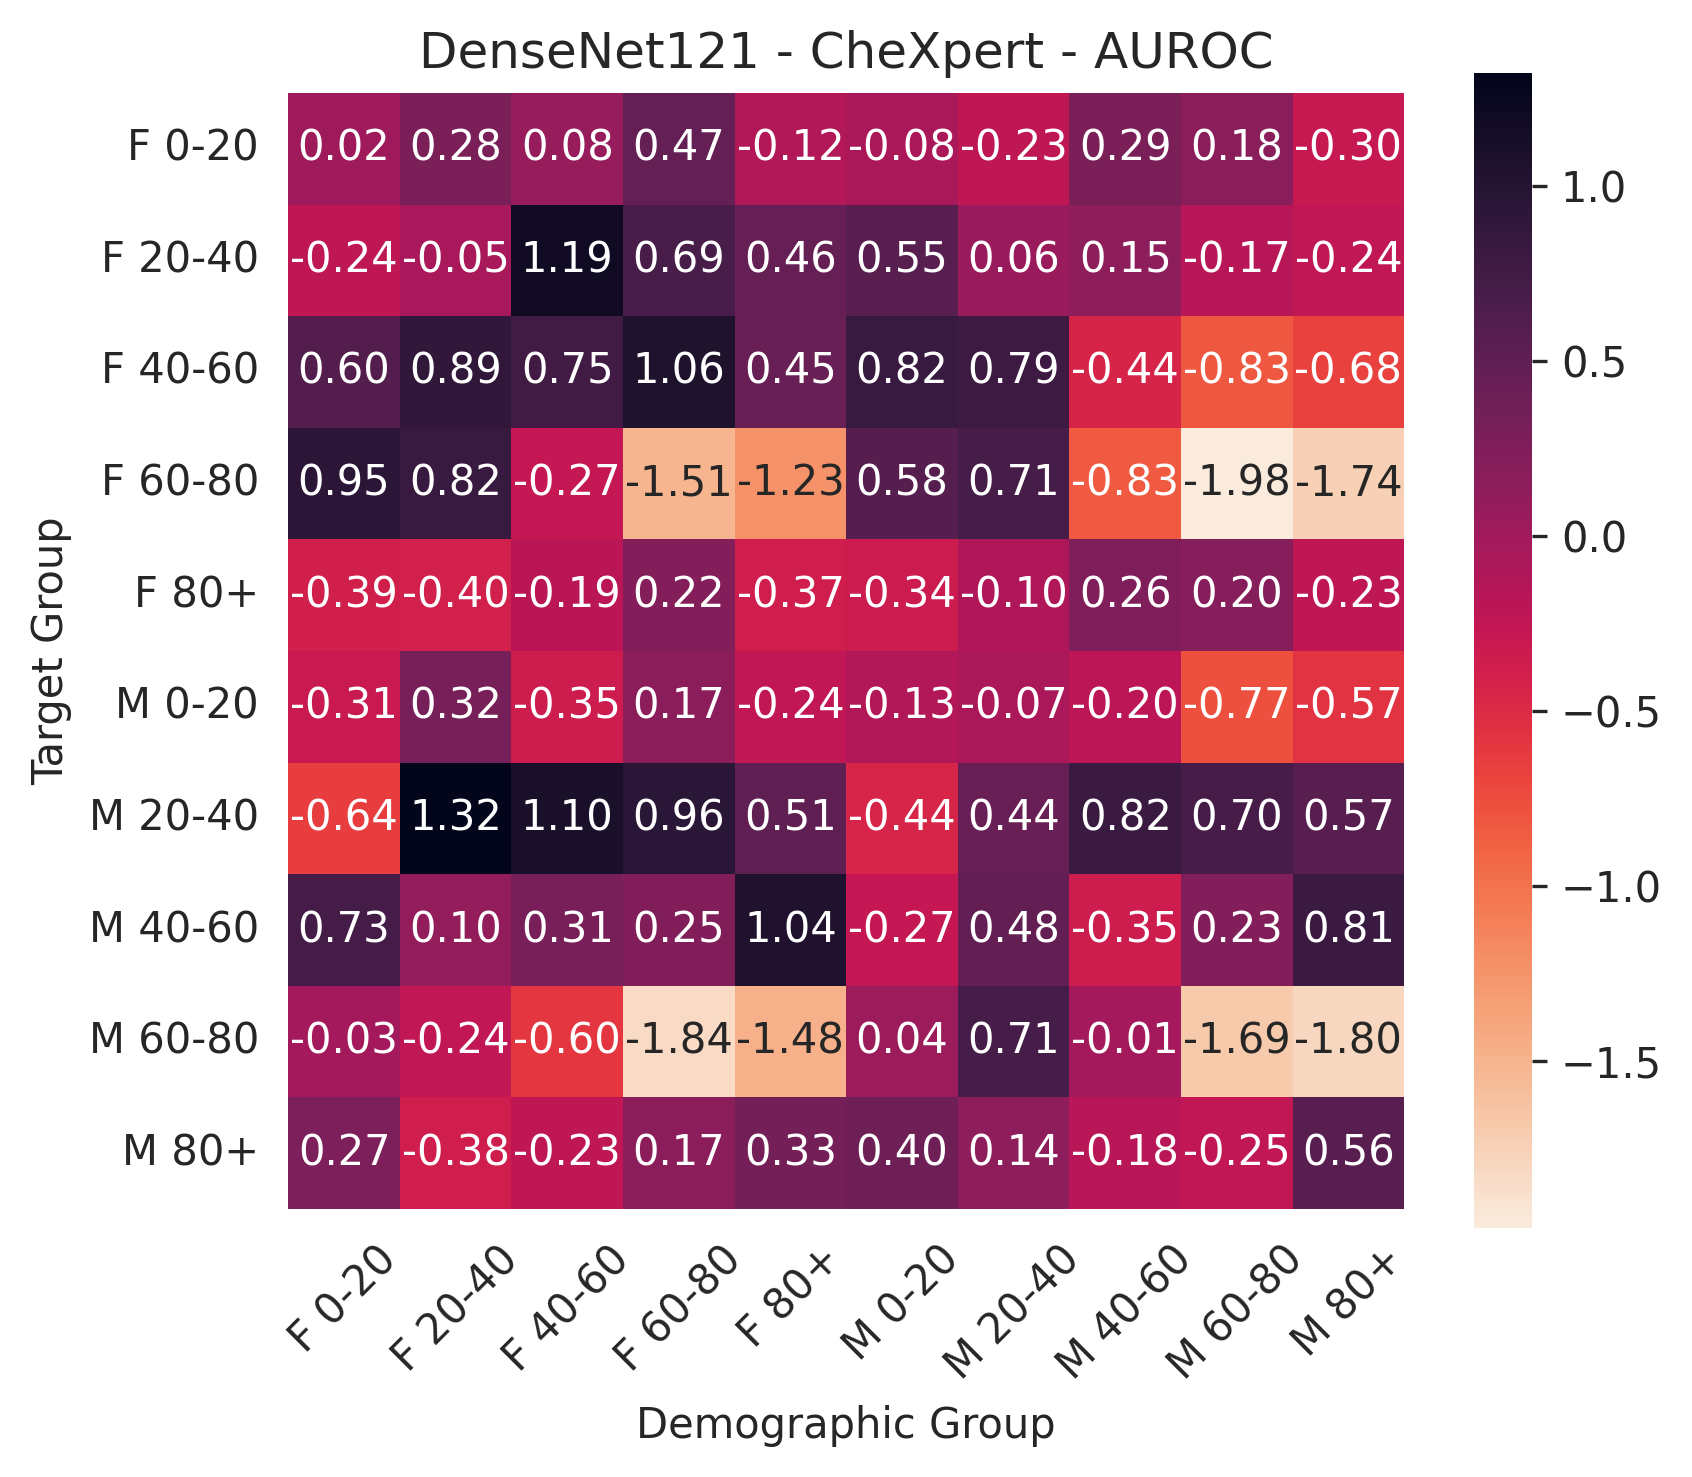 DenseNet121 - CheXpert - AUROC
F 0-20 0.02 0.28 0.08 0.47 -0.12 -0.08 -0.23 0.29 0.18 -0.30
F 20-40 -0.24 -0.05 1.19 0.69 0.46 0.55 0.06 0.15 -0.17 -0.24
F 40-60 0.60 0.89 0.75 1.06 0.45 0.82 0.79 -0.44 -0.83 -0.68
F 60-80 0.95 0.82 -0.27 -1.51 -1.23 0.58 0.71 -0.83 -1.98 -1.74
F 80+ -0.39 -0.40 -0.19 0.22 -0.37 -0.34 -0.10 0.26 0.20 -0.23
M 0-20 -0.31 0.32 -0.35 0.17 -0.24 -0.13 -0.07 -0.20 -0.77 -0.57
M 20-40 -0.64 1.32 1.10 0.96 0.51 -0.44 0.44 0.82 0.70 0.57
M 40-60 0.73 0.10 0.31 0.25 1.04 -0.27 0.48 -0.35 0.23 0.81
M 60-80 -0.03 -0.24 -0.60 -1.84 -1.48 0.04 0.71 -0.01 -1.69 -1.80
M 80+ 0.27 -0.38 -0.23 0.17 0.33 0.40 0.14 -0.18 -0.25 0.56
Target Group
F 0-20 F 20-40 F 40-60 F 60-80 F 80+ M 0-20 M 20-40 M 40-60 M 60-80 M 80+
Demographic Group
1.0
0.5
0.0
−0.5
−1.0
−1.5